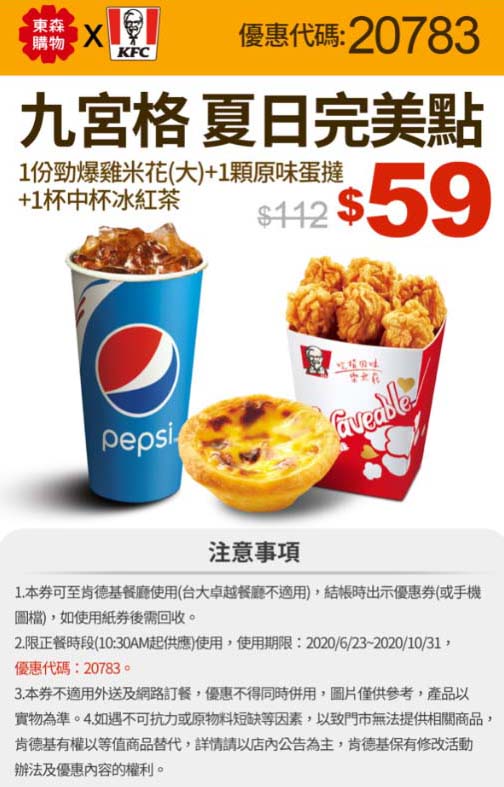 東森
購物
X
KFC
優惠代碼:20783
九宮格 夏日完美點
1份勁爆雞米花(大)+1顆原味蛋撻
+1杯中杯冰紅茶
$112 $59
pepsi
注意事項
1.本券可至肯德基餐廳使用(台大卓越餐廳不適用)，結帳時出示優惠券(或手機
圖檔)，如使用紙券後需回收。
2.限正餐時段(10:30AM起供應)使用，使用期限：2020/6/23~2020/10/31，
優惠代碼：20783。
3.本券不適用外送及網路訂餐，優惠不得同時併用，圖片僅供參考，產品以
實物為準。4.如遇不可抗力或原物料短缺等因素，以致門市無法提供相關商品，
肯德基有權以等值商品替代，詳情請以店內公告為主，肯德基保有修改活動
辦法及優惠內容的權利。